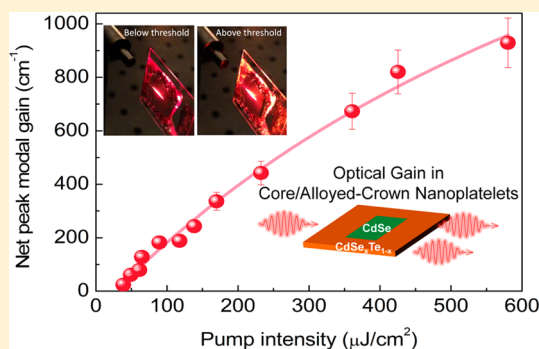 Net peak modal gain (cm⁻¹)
1000
800
600
400
200
0
Below threshold
Above threshold
Optical Gain in
Core/Alloyed-Crown Nanoplatelets
CdSe
CdSeₓTe₁₋ₓ
0 100 200 300 400 500 600
Pump intensity (μJ/cm²)